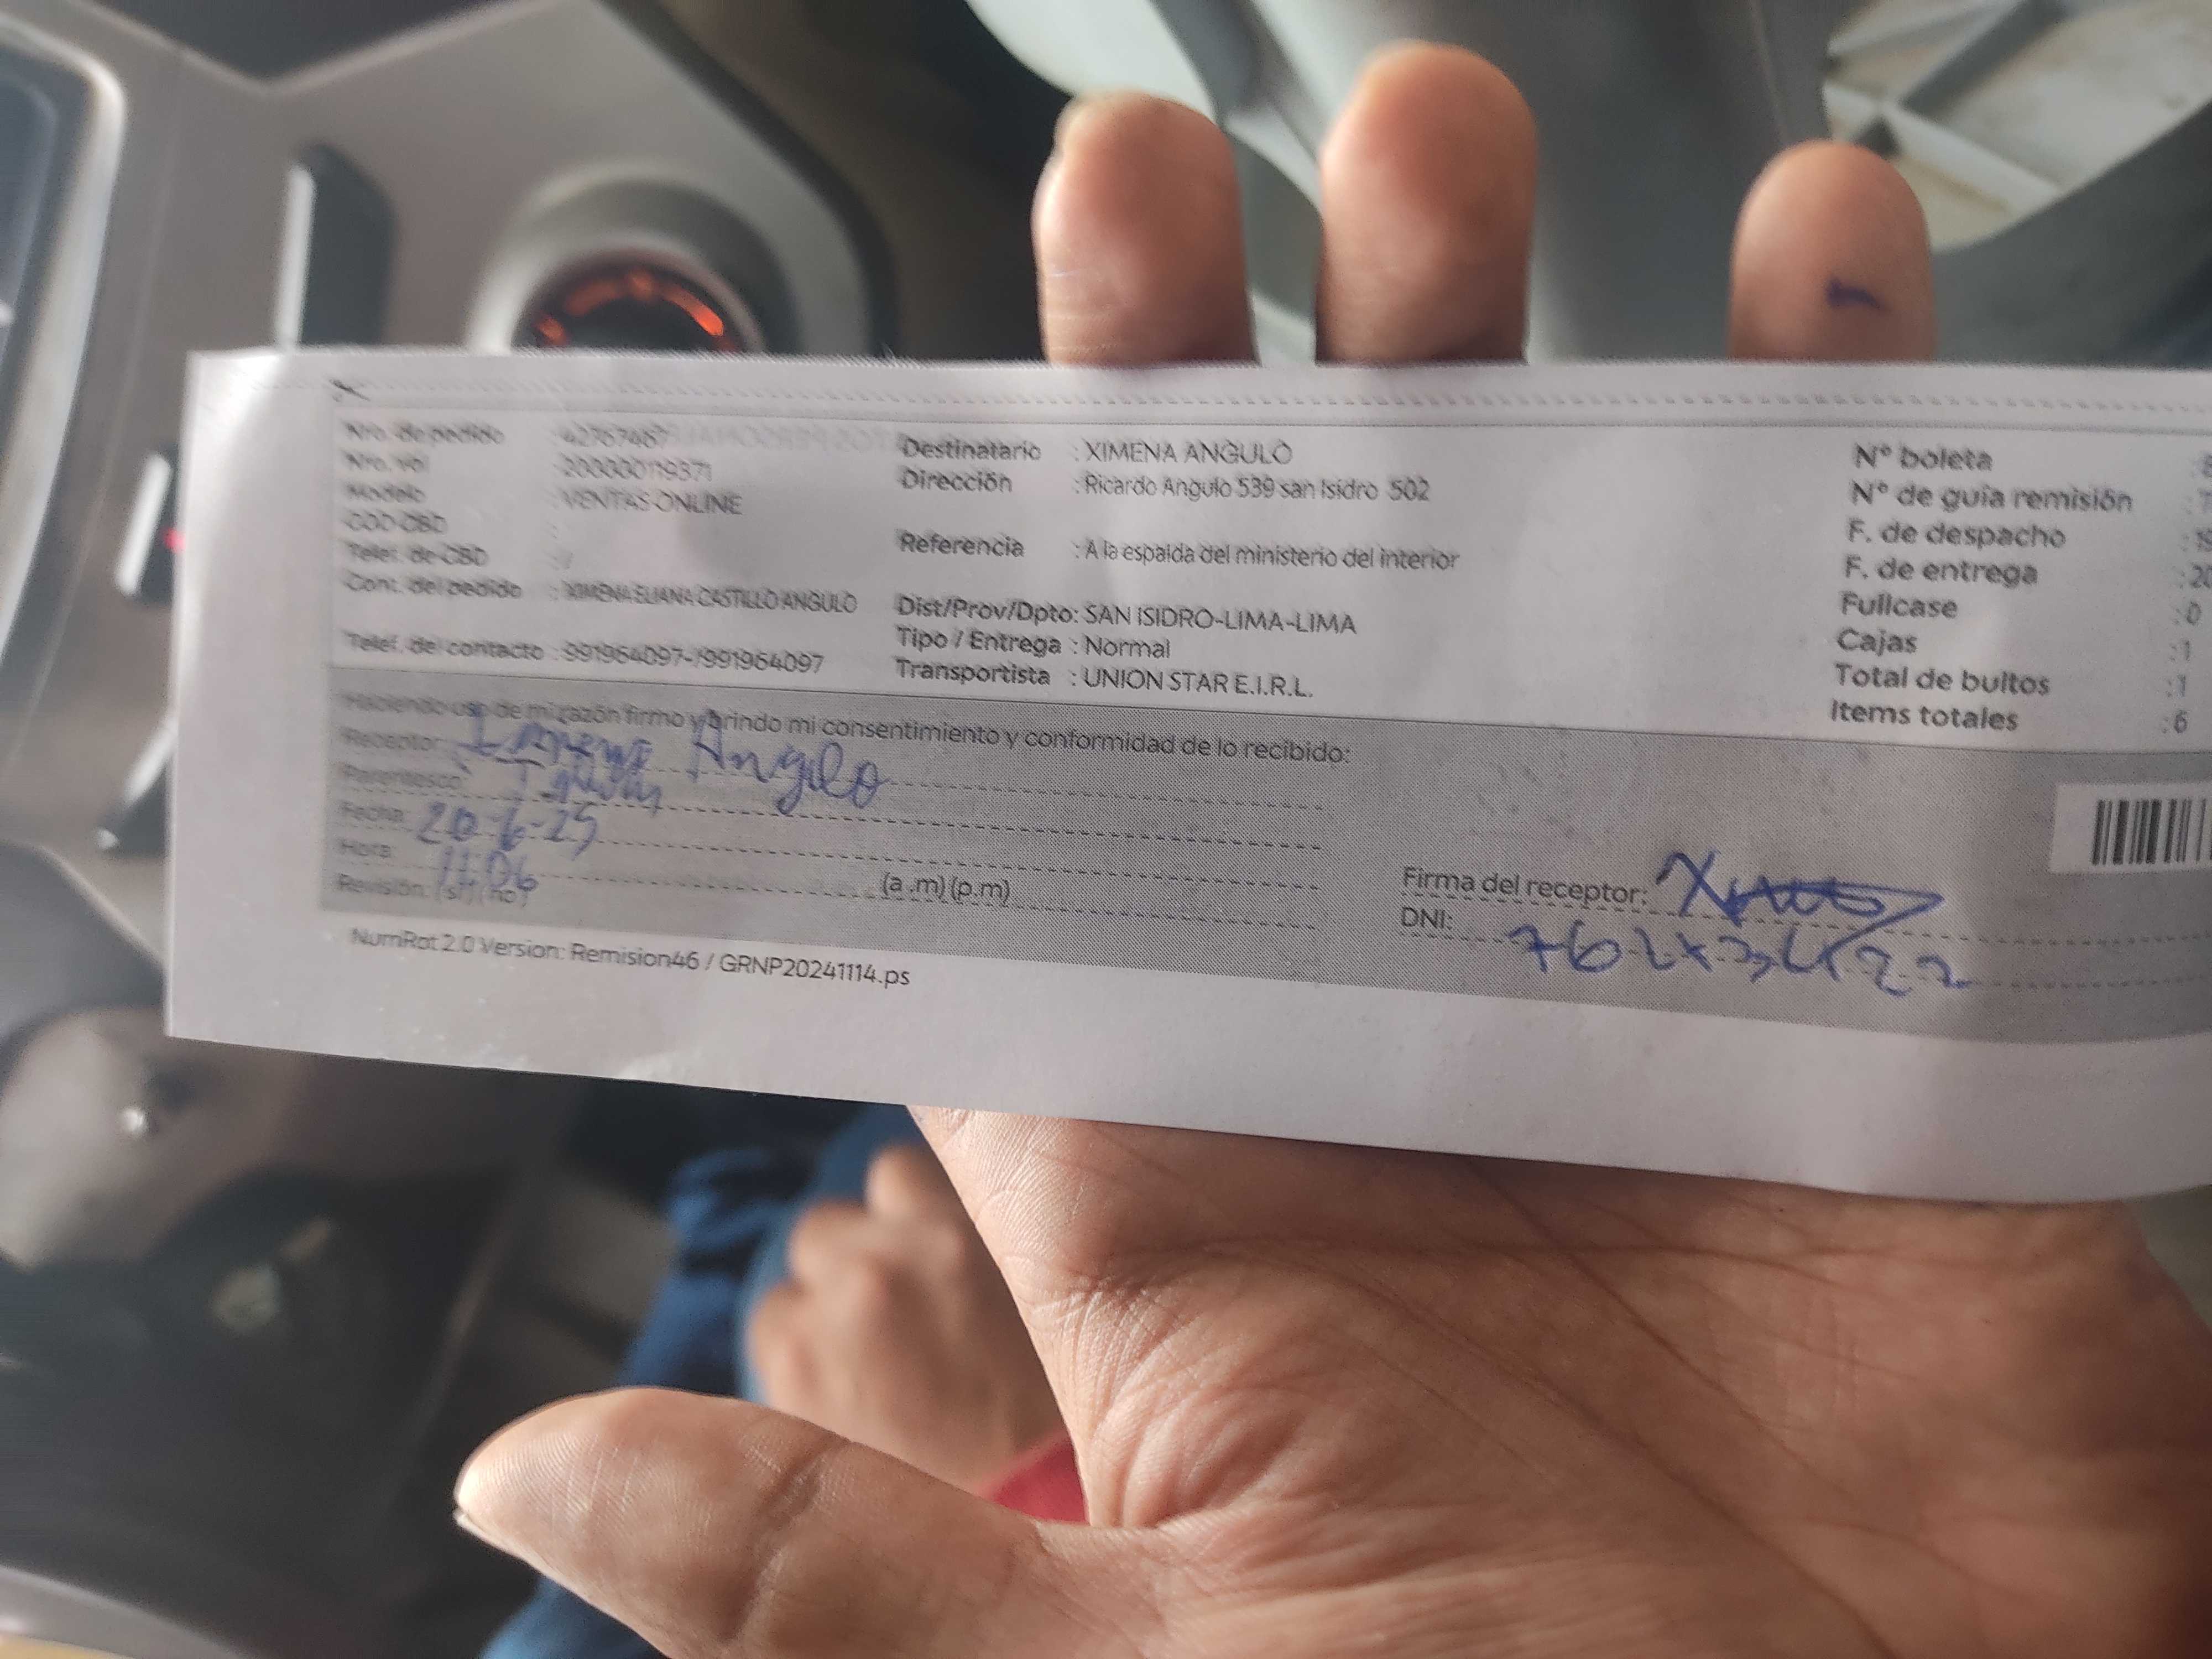 Nro. de pedido : 42767467
Nro. vol : 200000119371
Modelo : VENTAS ONLINE
COD CBD :
Telef. de CBD : /
Cont. del pedido : XIMENA ELIANA CASTILLO ANGULO
Telef. del contacto : 991964097-/991964097
Destinatario : XIMENA ANGULO
Dirección : Ricardo Angulo 539 san Isidro 502
Referencia : A la espalda del ministerio del interior
Dist/Prov/Dpto: SAN ISIDRO-LIMA-LIMA
Tipo / Entrega : Normal
Transportista : UNION STAR E.I.R.L.
N° boleta :
N° de guía remisión :
F. de despacho : 19
F. de entrega : 20
Fullcase : 0
Cajas : 1
Total de bultos : 1
Items totales : 6
Haciendo uso de mi razón firmo y brindo mi consentimiento y conformidad de lo recibido:
Receptor: Angulo
Parentesco:
Fecha: 20-6-25
Hora: 11:06 (a.m) (p.m)
Revisión: (si) (no)
Firma del receptor:
DNI:
NumRot 2.0 Version: Remision46 / GRNP20241114.ps